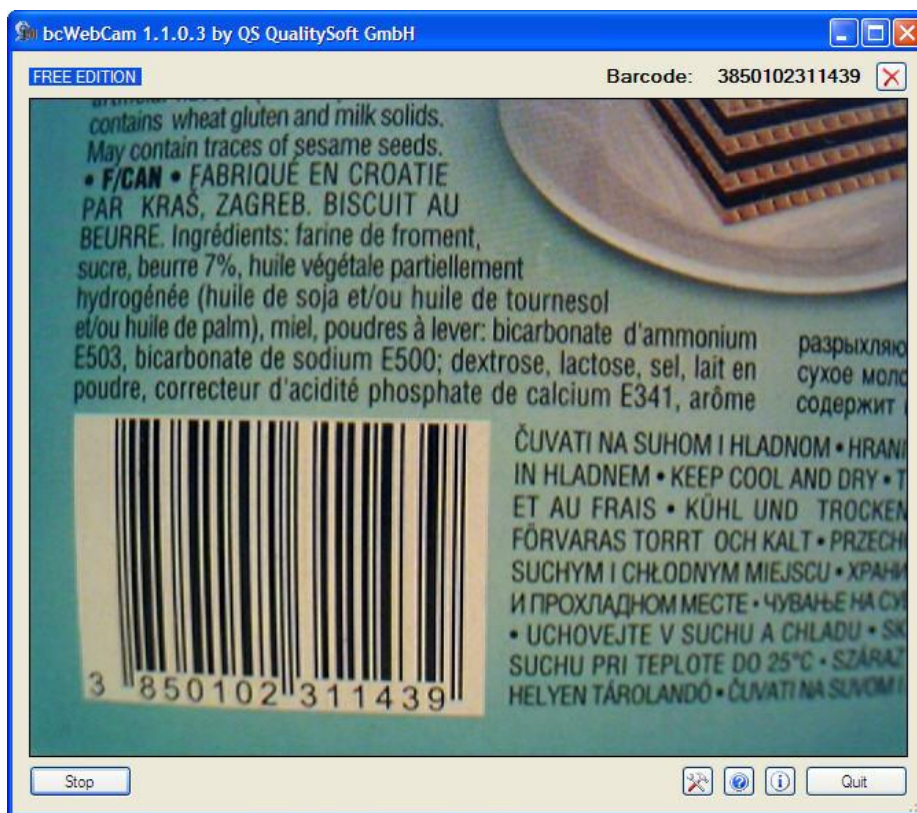 bcWebCam 1.1.0.3 by QS QualitySoft GmbH
FREE EDITION
Barcode: 3850102311439
contains wheat gluten and milk solids.
May contain traces of sesame seeds.
• F/CAN • FABRIQUÉ EN CROATIE
PAR KRAŠ, ZAGREB. BISCUIT AU
BEURRE. Ingrédients: farine de froment,
sucre, beurre 7%, huile végétale partiellement
hydrogénée (huile de soja et/ou huile de tournesol
et/ou huile de palm), miel, poudres à lever: bicarbonate d'ammonium
E503, bicarbonate de sodium E500; dextrose, lactose, sel, lait en
poudre, correcteur d'acidité phosphate de calcium E341, arôme
разрыхляю
сухое моло
содержит
ČUVATI NA SUHOM I HLADNOM • HRANI
IN HLADNEM • KEEP COOL AND DRY • T
ET AU FRAIS • KÜHL UND TROCKEN
FÖRVARAS TORRT OCH KALT • PRZECH
SUCHYM I CHŁODNYM MIEJSCU • ХРАНИ
И ПРОХЛАДНОМ МЕСТЕ • ЧУВАЊЕ НА СУ
• UCHOVEJTE V SUCHU A CHLADU • SK
SUCHU PRI TEPLOTE DO 25°C • SZÁRAZ
HELYEN TÁROLANDÓ • ČUVATI NA SUVOM I
3 850102 311439
Stop
Quit